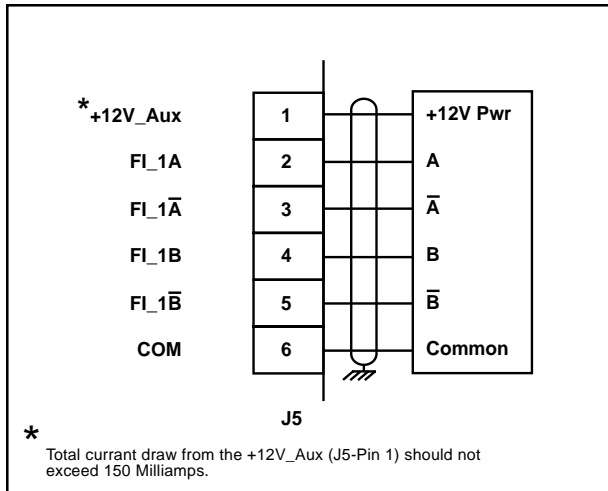 *+12V_Aux 1 +12V Pwr
FI_1A 2 A
FI_1A̅ 3 A̅
FI_1B 4 B
FI_1B̅ 5 B̅
COM 6 Common
J5
*
Total currant draw from the +12V_Aux (J5-Pin 1) should not
exceed 150 Milliamps.